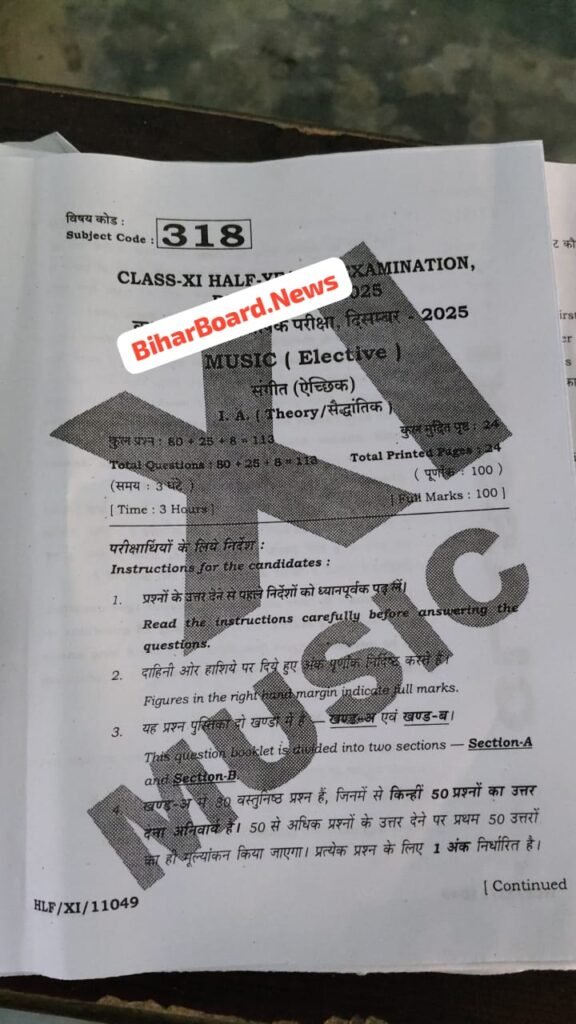 विषय कोड :
Subject Code : 318
CLASS-XI HALF-YE EXAMINATION,
2025
परीक्षा, दिसम्बर - 2025
BiharBoard.News
MUSIC ( Elective )
संगीत (ऐच्छिक)
I. A. ( Theory/सैद्धांतिक )
कुल प्रश्न : 80 + 25 + 8 = 113
कुल मुद्रित पृष्ठ : 24
Total Questions : 80 + 25 + 8 = 113
Total Printed Pages : 24
(समय : 3 घंटे )
( पूर्णांक : 100 )
[ Time : 3 Hours ]
[ Full Marks : 100 ]
परीक्षार्थियों के लिये निर्देश :
Instructions for the candidates :
1. प्रश्नों के उत्तर देने से पहले निर्देशों को ध्यानपूर्वक पढ़ लें।
Read the instructions carefully before answering the
questions.
2. दाहिनी ओर हाशिये पर दिये हुए अंक पूर्णांक निर्दिष्ट करते हैं।
Figures in the right hand margin indicate full marks.
3. यह प्रश्न पुस्तिका दो खण्डों में है — खण्ड-अ एवं खण्ड-ब।
This question booklet is divided into two sections — Section-A
and Section-B.
4. खण्ड-अ में 80 वस्तुनिष्ठ प्रश्न हैं, जिनमें से किन्हीं 50 प्रश्नों का उत्तर
देना अनिवार्य है। 50 से अधिक प्रश्नों के उत्तर देने पर प्रथम 50 उत्तरों
का ही मूल्यांकन किया जाएगा। प्रत्येक प्रश्न के लिए 1 अंक निर्धारित है।
[ Continued
HLF/XI/11049
XI
MUSIC